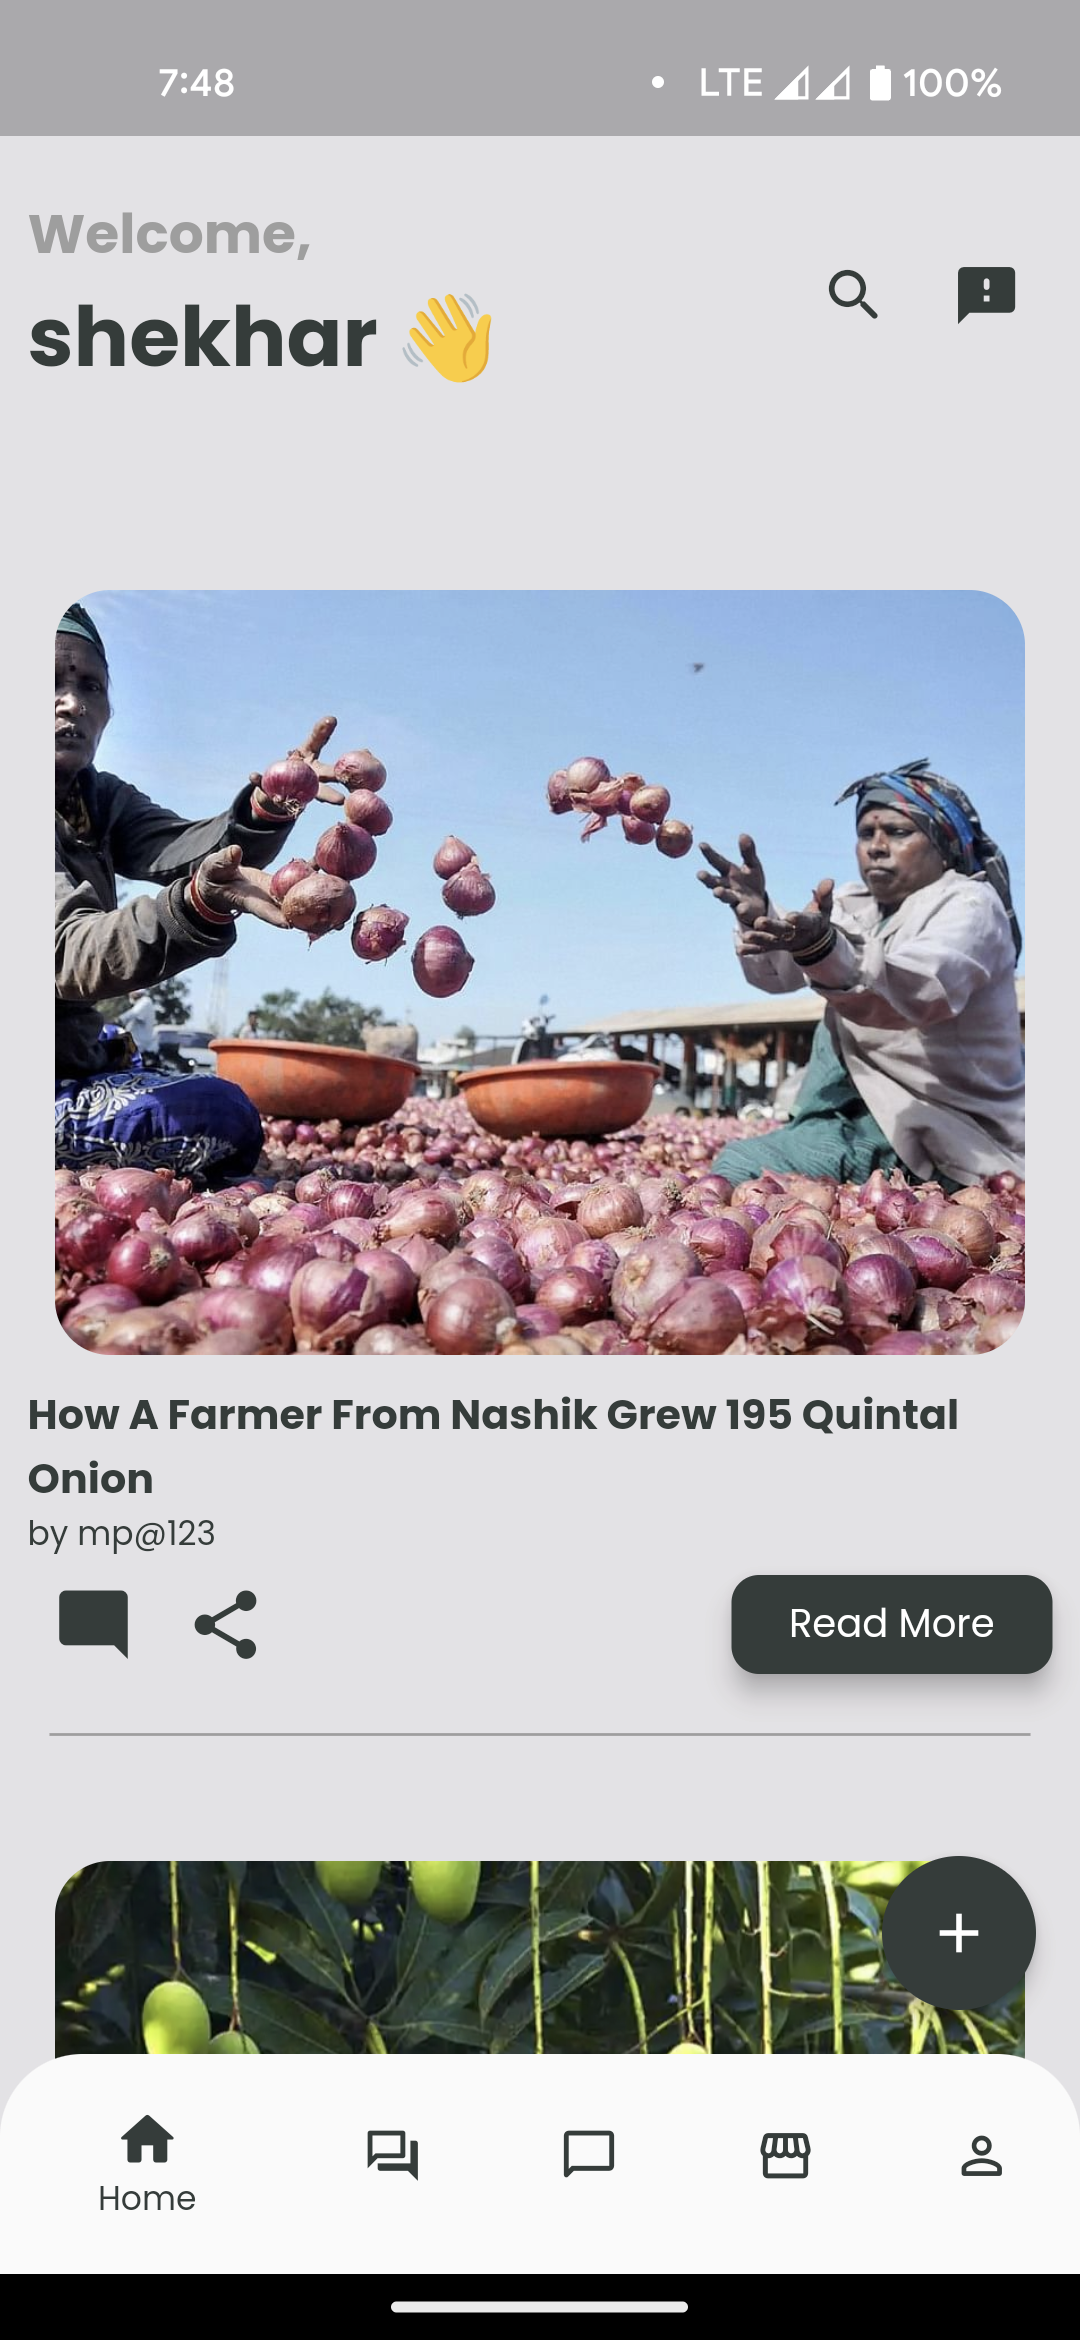 7:48 LTE 100%
Welcome,
shekhar 👋
How A Farmer From Nashik Grew 195 Quintal
Onion
by mp@123
Read More
Home